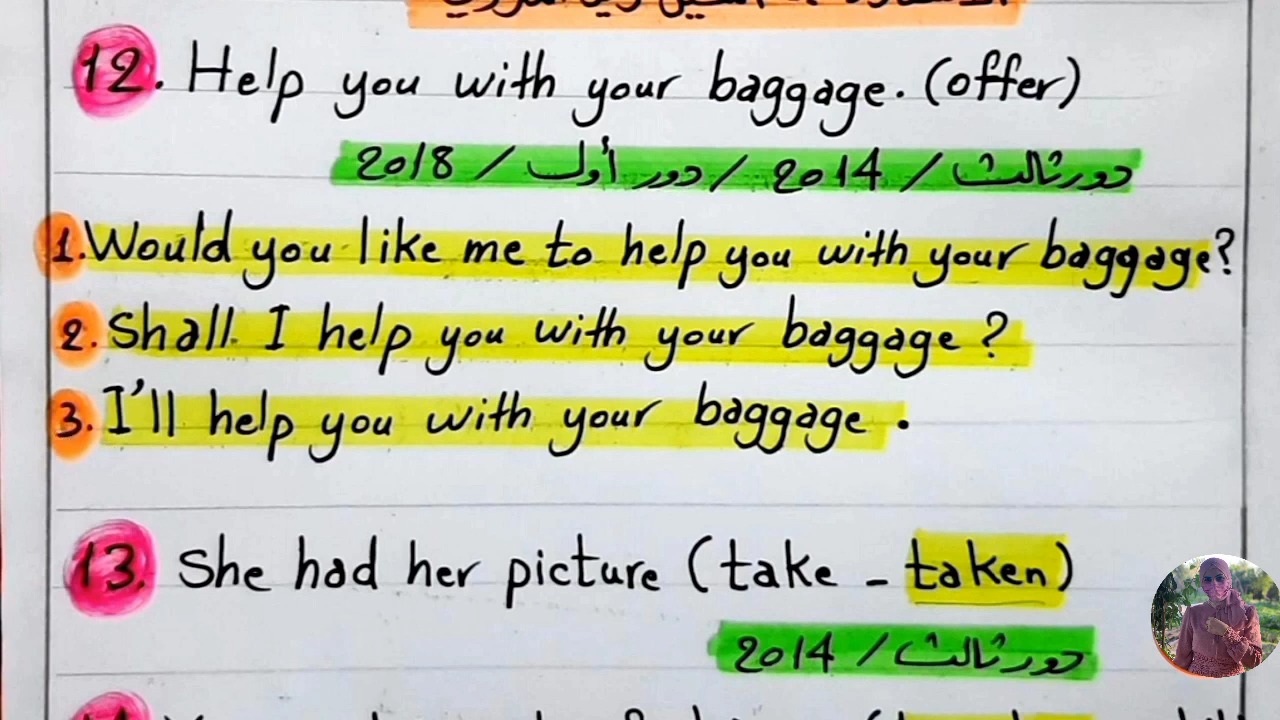 12. Help you with your baggage. (offer)
دور ثالث / 2014 / دور أول / 2018
1. Would you like me to help you with your baggage?
2. Shall I help you with your baggage?
3. I'll help you with your baggage.
13. She had her picture (take - taken)
دور ثالث / 2014